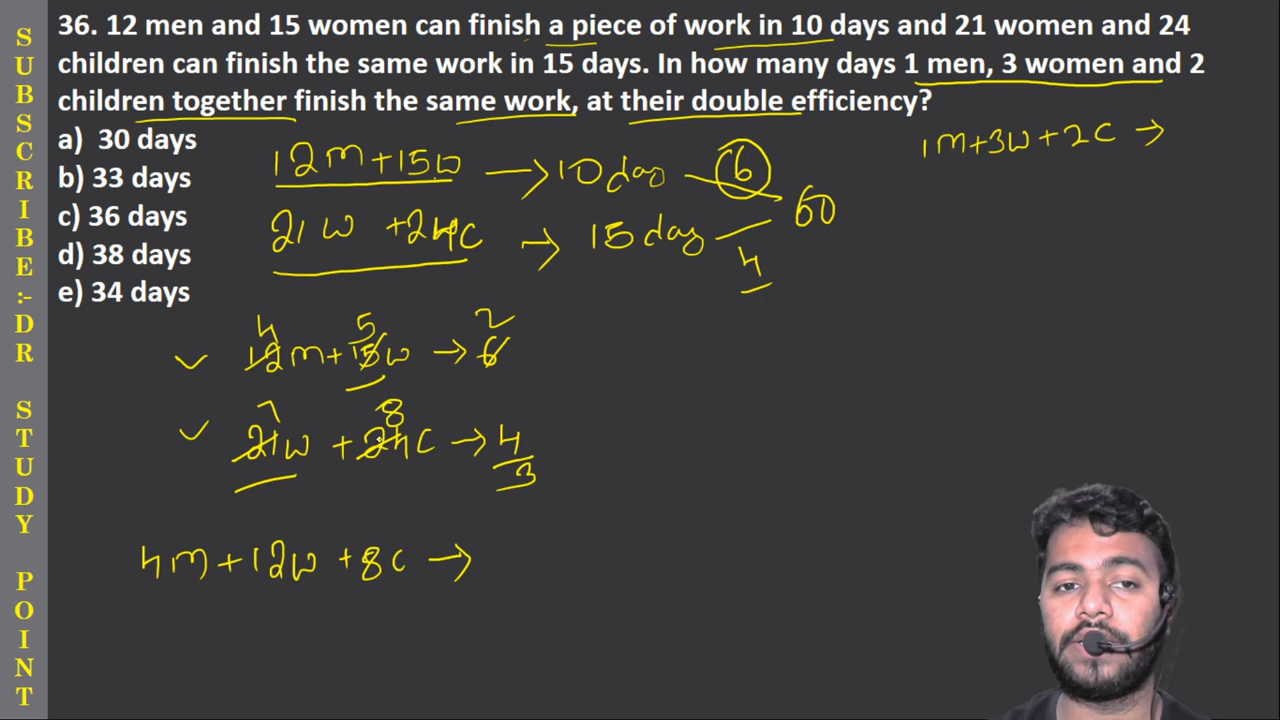 SUBSCRIBE:-DR STUDY POINT
36. 12 men and 15 women can finish a piece of work in 10 days and 21 women and 24
children can finish the same work in 15 days. In how many days 1 men, 3 women and 2
children together finish the same work, at their double efficiency?
a) 30 days
b) 33 days
c) 36 days
d) 38 days
e) 34 days
1M+3W+2C →
12M+15W → 10 day 6
60
21W +24C → 15 day 4
4 5 2
12M+15W → 6
7 8
21W + 24C → 4/3
4M+12W+8C →